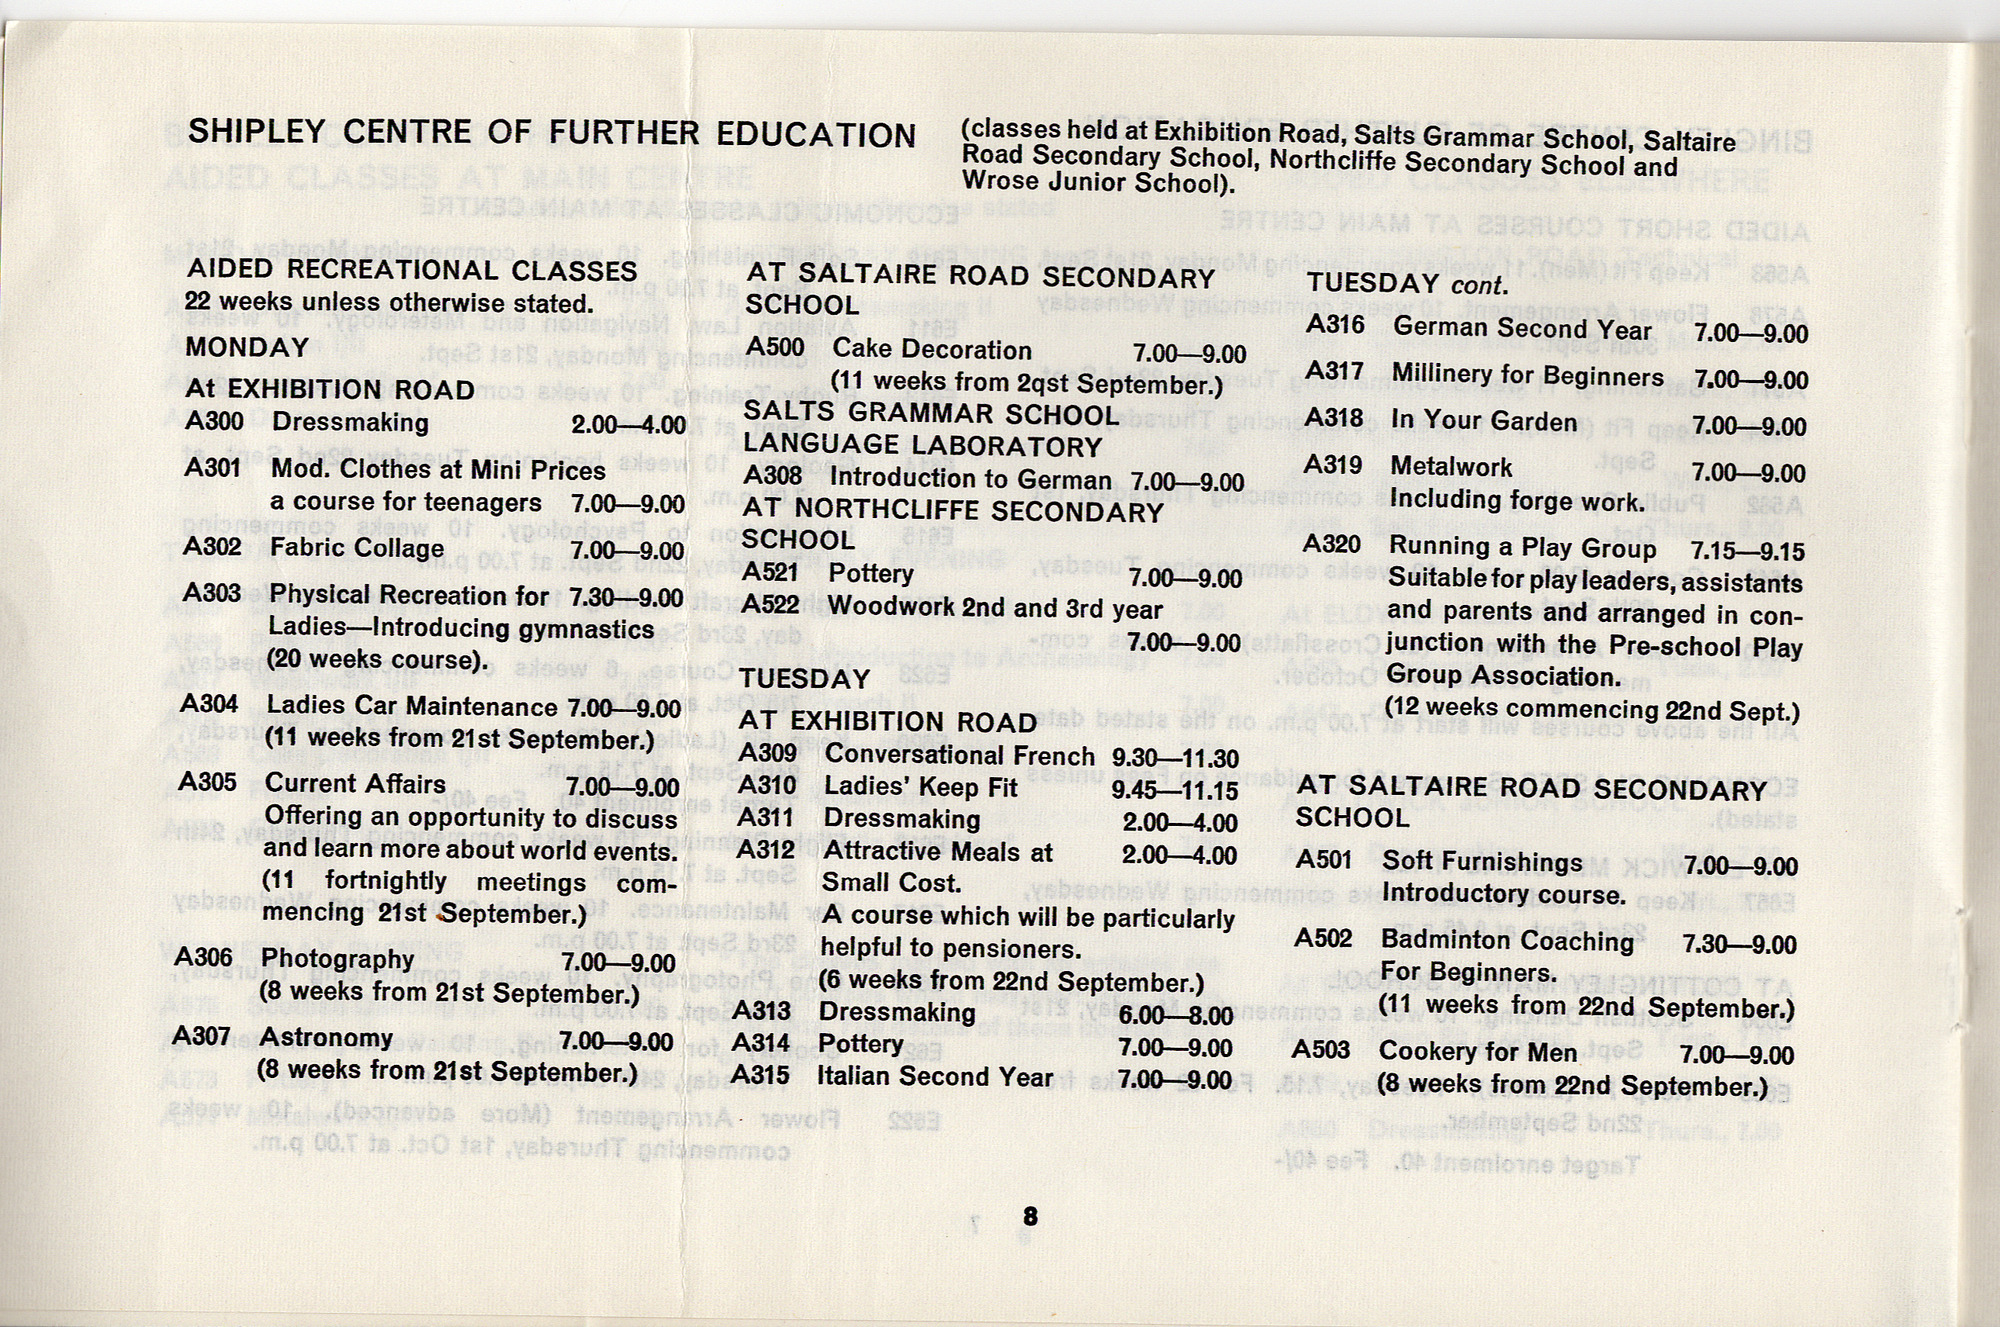 SHIPLEY CENTRE OF FURTHER EDUCATION
(classes held at Exhibition Road, Salts Grammar School, Saltaire
Road Secondary School, Northcliffe Secondary School and
Wrose Junior School).
AIDED RECREATIONAL CLASSES
22 weeks unless otherwise stated.
MONDAY
At EXHIBITION ROAD
A300 Dressmaking 2.00—4.00
A301 Mod. Clothes at Mini Prices
a course for teenagers 7.00—9.00
A302 Fabric Collage 7.00—9.00
A303 Physical Recreation for 7.30—9.00
Ladies—Introducing gymnastics
(20 weeks course).
A304 Ladies Car Maintenance 7.00—9.00
(11 weeks from 21st September.)
A305 Current Affairs 7.00—9.00
Offering an opportunity to discuss
and learn more about world events.
(11 fortnightly meetings com-
mencing 21st September.)
A306 Photography 7.00—9.00
(8 weeks from 21st September.)
A307 Astronomy 7.00—9.00
(8 weeks from 21st September.)
AT SALTAIRE ROAD SECONDARY
SCHOOL
A500 Cake Decoration 7.00—9.00
(11 weeks from 2qst September.)
SALTS GRAMMAR SCHOOL
LANGUAGE LABORATORY
A308 Introduction to German 7.00—9.00
AT NORTHCLIFFE SECONDARY
SCHOOL
A521 Pottery 7.00—9.00
A522 Woodwork 2nd and 3rd year
7.00—9.00
TUESDAY
AT EXHIBITION ROAD
A309 Conversational French 9.30—11.30
A310 Ladies' Keep Fit 9.45—11.15
A311 Dressmaking 2.00—4.00
A312 Attractive Meals at 2.00—4.00
Small Cost.
A course which will be particularly
helpful to pensioners.
(6 weeks from 22nd September.)
A313 Dressmaking 6.00—8.00
A314 Pottery 7.00—9.00
A315 Italian Second Year 7.00—9.00
TUESDAY cont.
A316 German Second Year 7.00—9.00
A317 Millinery for Beginners 7.00—9.00
A318 In Your Garden 7.00—9.00
A319 Metalwork 7.00—9.00
Including forge work.
A320 Running a Play Group 7.15—9.15
Suitable for play leaders, assistants
and parents and arranged in con-
junction with the Pre-school Play
Group Association.
(12 weeks commencing 22nd Sept.)
AT SALTAIRE ROAD SECONDARY
SCHOOL
A501 Soft Furnishings 7.00—9.00
Introductory course.
A502 Badminton Coaching 7.30—9.00
For Beginners.
(11 weeks from 22nd September.)
A503 Cookery for Men 7.00—9.00
(8 weeks from 22nd September.)
8